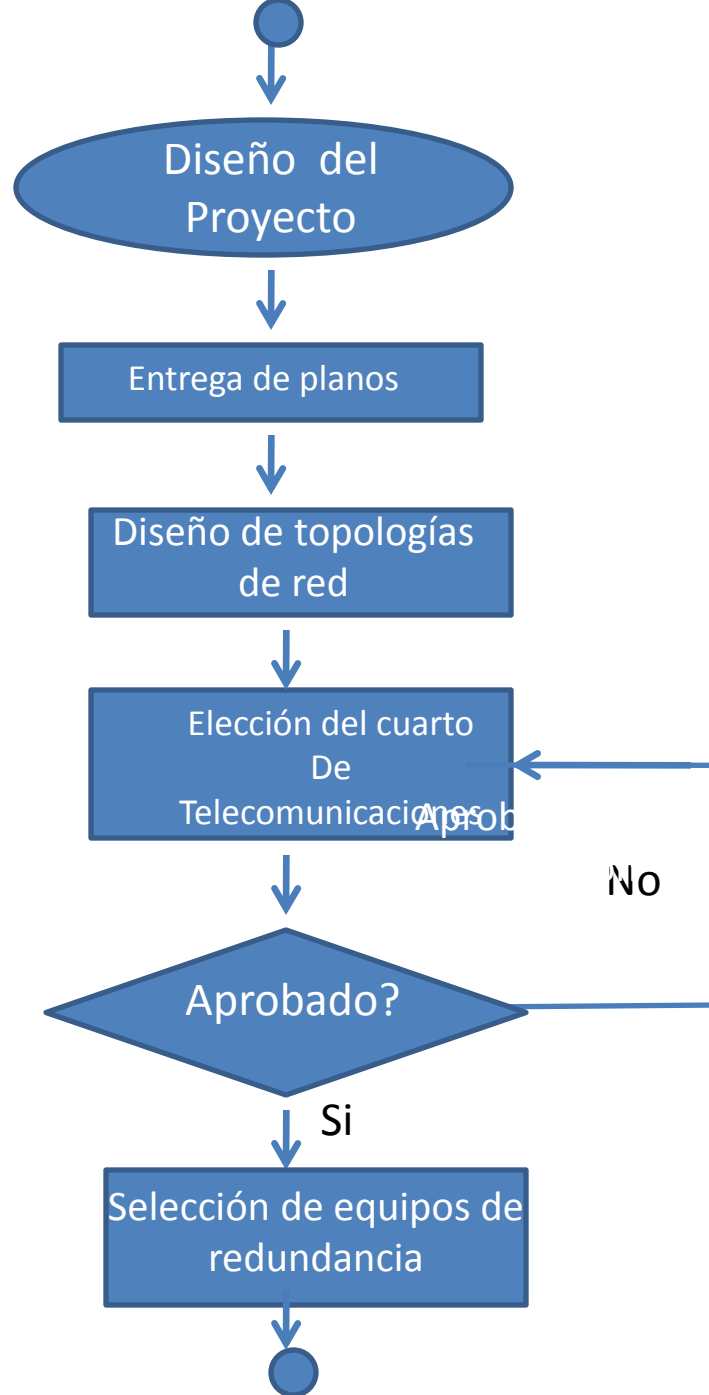 Diseño del
Proyecto
Entrega de planos
Diseño de topologías
de red
Elección del cuarto
De
Telecomunicaciones
Aprob
No
Aprobado?
Si
Selección de equipos de
redundancia